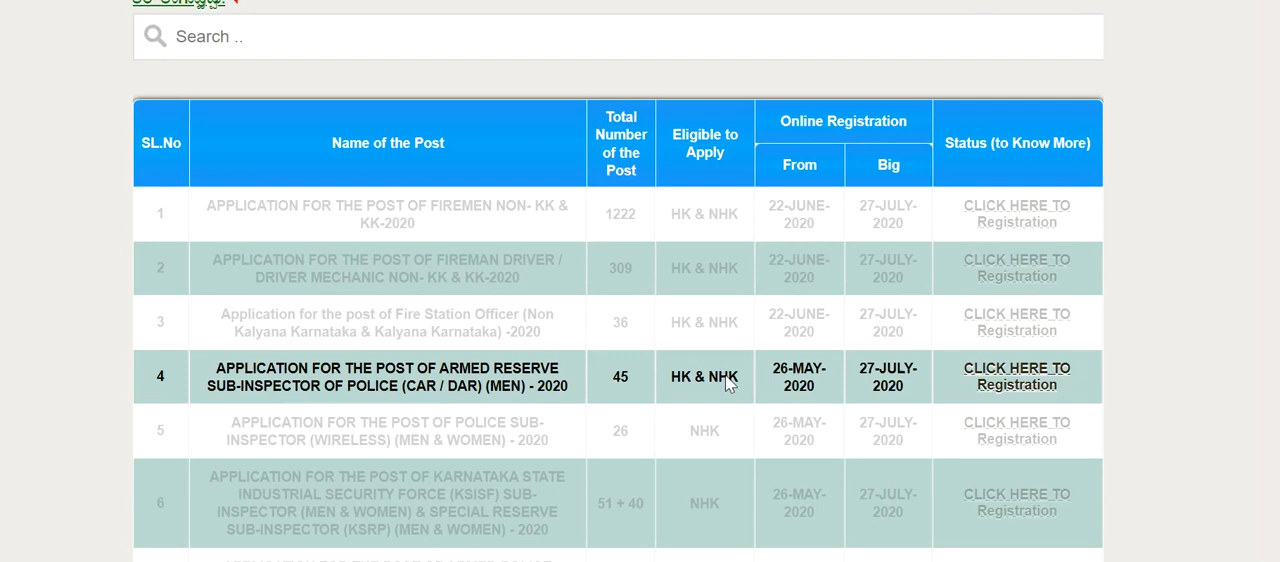 Search ..
SL.No
Name of the Post
Total
Number
of the
Post
Eligible to
Apply
Online Registration
From
Big
Status (to Know More)
1
APPLICATION FOR THE POST OF FIREMEN NON- KK &
KK-2020
1222
HK & NHK
22-JUNE-
2020
27-JULY-
2020
CLICK HERE TO
Registration
2
APPLICATION FOR THE POST OF FIREMAN DRIVER /
DRIVER MECHANIC NON- KK & KK-2020
309
HK & NHK
22-JUNE-
2020
27-JULY-
2020
CLICK HERE TO
Registration
3
Application for the post of Fire Station Officer (Non
Kalyana Karnataka & Kalyana Karnataka) -2020
36
HK & NHK
22-JUNE-
2020
27-JULY-
2020
CLICK HERE TO
Registration
4
APPLICATION FOR THE POST OF ARMED RESERVE
SUB-INSPECTOR OF POLICE (CAR / DAR) (MEN) - 2020
45
HK & NHK
26-MAY-
2020
27-JULY-
2020
CLICK HERE TO
Registration
5
APPLICATION FOR THE POST OF POLICE SUB-
INSPECTOR (WIRELESS) (MEN & WOMEN) - 2020
26
NHK
26-MAY-
2020
27-JULY-
2020
CLICK HERE TO
Registration
6
APPLICATION FOR THE POST OF KARNATAKA STATE
INDUSTRIAL SECURITY FORCE (KSISF) SUB-
INSPECTOR (MEN & WOMEN) & SPECIAL RESERVE
SUB-INSPECTOR (KSRP) (MEN & WOMEN) - 2020
51 + 40
NHK
26-MAY-
2020
27-JULY-
2020
CLICK HERE TO
Registration